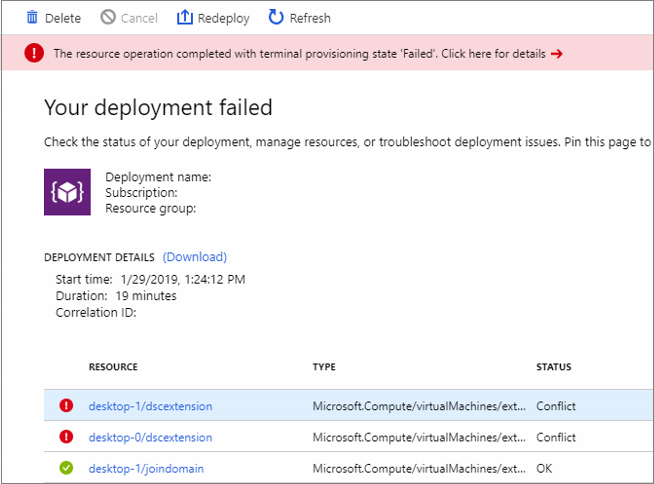 Delete Cancel Redeploy Refresh
The resource operation completed with terminal provisioning state 'Failed'. Click here for details
Your deployment failed
Check the status of your deployment, manage resources, or troubleshoot deployment issues. Pin this page to
Deployment name:
Subscription:
Resource group:
DEPLOYMENT DETAILS (Download)
Start time: 1/29/2019, 1:24:12 PM
Duration: 19 minutes
Correlation ID:
RESOURCE TYPE STATUS
desktop-1/dscextension Microsoft.Compute/virtualMachines/ext... Conflict
desktop-0/dscextension Microsoft.Compute/virtualMachines/ext... Conflict
desktop-1/joindomain Microsoft.Compute/virtualMachines/ext... OK